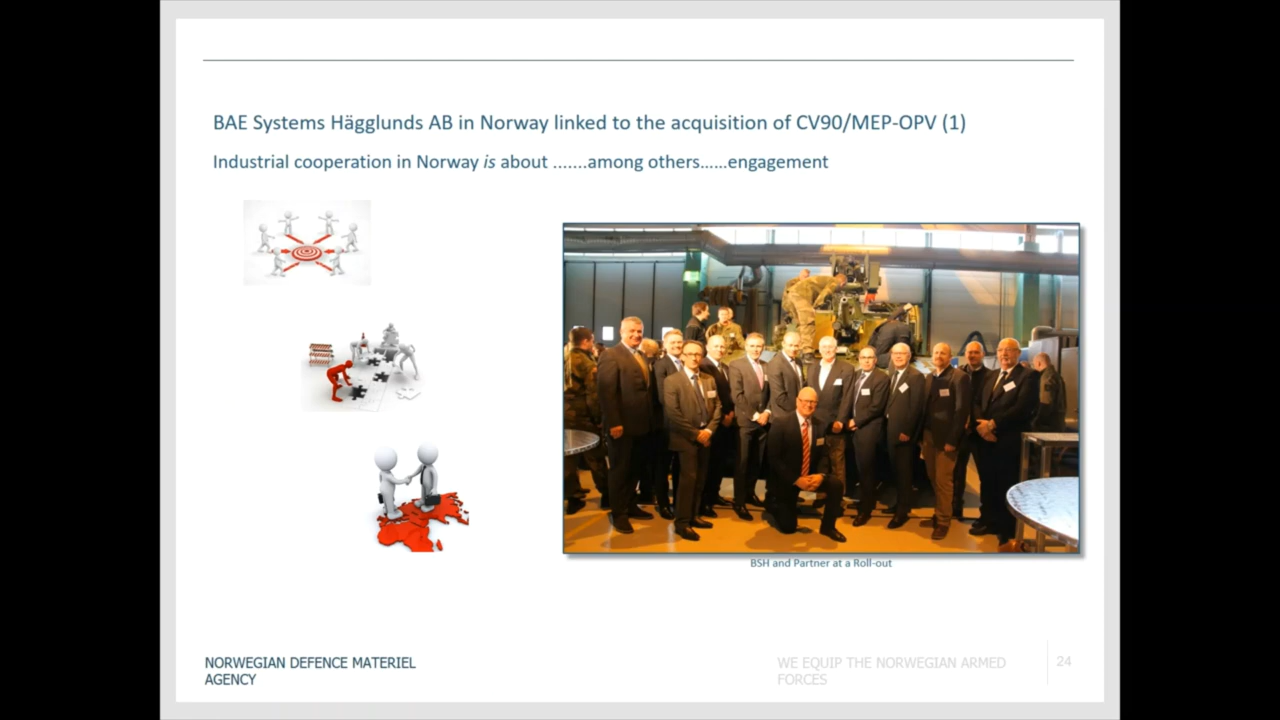 BAE Systems Hägglunds AB in Norway linked to the acquisition of CV90/MEP-OPV (1)
Industrial cooperation in Norway is about .......among others......engagement
BSH and Partner at a Roll-out
NORWEGIAN DEFENCE MATERIEL
AGENCY
WE EQUIP THE NORWEGIAN ARMED
FORCES
24